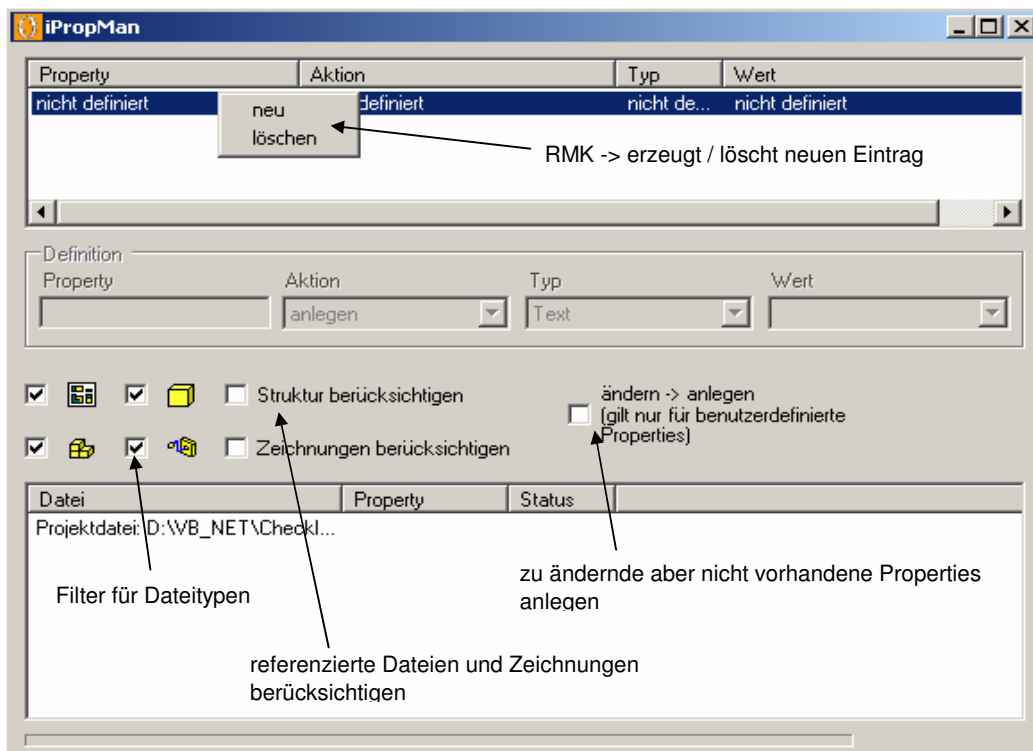 iPropMan
Property Aktion Typ Wert
nicht definiert definiert nicht de... nicht definiert
neu
löschen
RMK -> erzeugt / löscht neuen Eintrag
Definition
Property Aktion Typ Wert
anlegen Text
Struktur berücksichtigen
ändern -> anlegen
(gilt nur für benutzerdefinierte
Properties)
Zeichnungen berücksichtigen
Datei Property Status
Projektdatei: D:\VB_NET\CheckI...
zu ändernde aber nicht vorhandene Properties
anlegen
Filter für Dateitypen
referenzierte Dateien und Zeichnungen
berücksichtigen